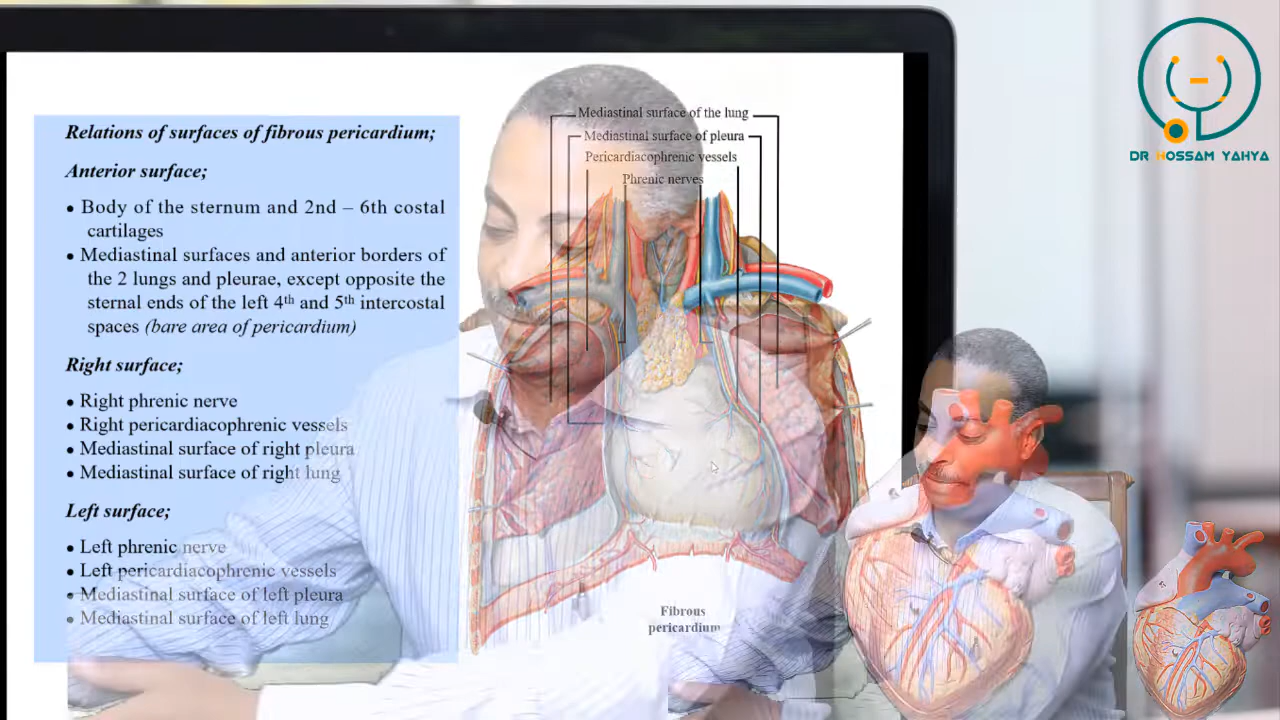 Relations of surfaces of fibrous pericardium;
Anterior surface;
• Body of the sternum and 2nd – 6th costal
cartilages
• Mediastinal surfaces and anterior borders of
the 2 lungs and pleurae, except opposite the
sternal ends of the left 4th and 5th intercostal
spaces (bare area of pericardium)
Right surface;
• Right phrenic nerve
• Right pericardiacophrenic vessels
• Mediastinal surface of right pleura
• Mediastinal surface of right lung
Left surface;
• Left phrenic nerve
• Left pericardiacophrenic vessels
• Mediastinal surface of left pleura
• Mediastinal surface of left lung
Mediastinal surface of the lung
Mediastinal surface of pleura
Pericardiacophrenic vessels
Phrenic nerves
Fibrous
pericardium
DR HOSSAM YAHYA